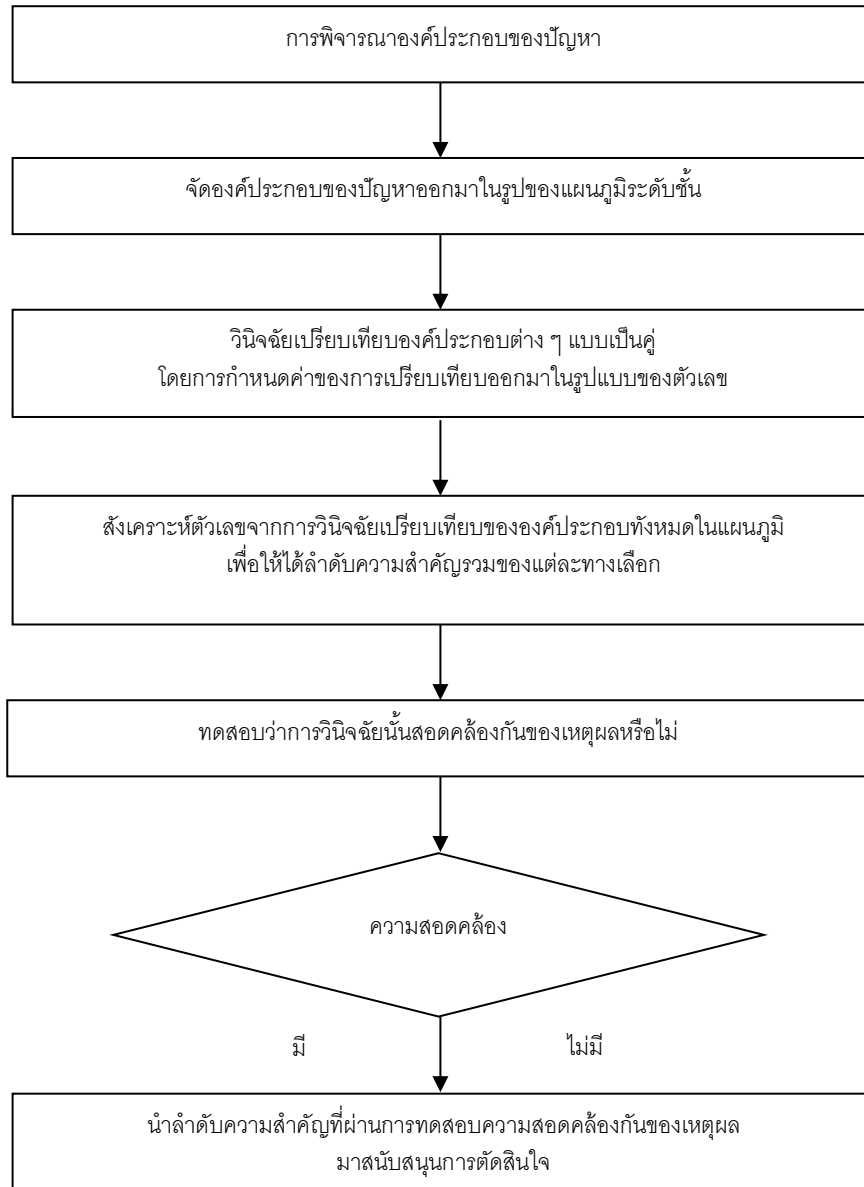 การพิจารณาองค์ประกอบของปัญหา
จัดองค์ประกอบของปัญหาออกมาในรูปของแผนภูมิระดับชั้น
วินิจฉัยเปรียบเทียบองค์ประกอบต่าง ๆ แบบเป็นคู่
โดยการกำหนดค่าของการเปรียบเทียบออกมาในรูปแบบของตัวเลข
สังเคราะห์ตัวเลขจากการวินิจฉัยเปรียบเทียบขององค์ประกอบทังหมดในแผนภูมิ
เพื่อให้ได้ลำดับความสำคัญรวมของแต่ละทางเลือก
ทดสอบว่าการวินิจฉัยนั้นสอดคล้องกันของเหตุผลหรือไม่
ความสอดคล้อง
มี ไม่มี
นำลำดับความสำคัญที่ผ่านการทดสอบความสอดคล้องกันของเหตุผล
มาสนับสนุนการตัดสินใจ